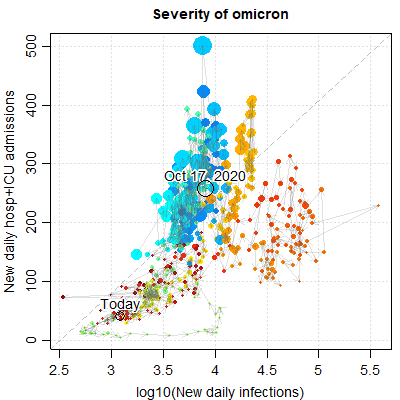 Severity of omicron
New daily hosp+ICU admissions
500
400
300
200
100
0
Oct 17, 2020
Today
2.5 3 3.5 4 4.5 5 5.5
log10(New daily infections)